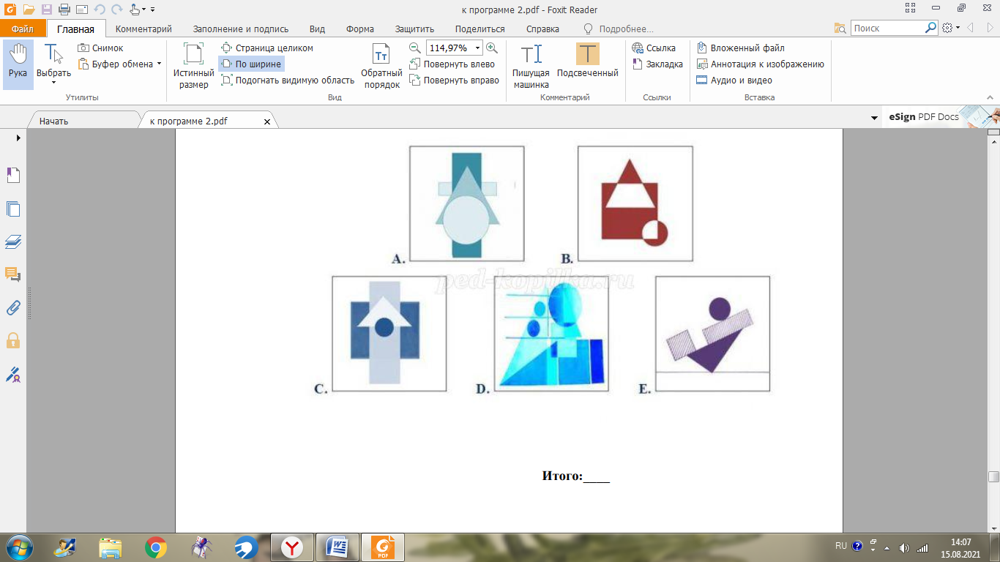 к программе 2.pdf - Foxit Reader
Файл Главная Комментарий Заполнение и подпись Вид Форма Защитить Поделиться Справка Подробнее... Поиск
Рука
Выбрать
Снимок
Буфер обмена
Утилиты
Истинный размер
Страница целиком
По ширине
Подогнать видимую область
Обратный порядок
114,97%
Повернуть влево
Повернуть вправо
Вид
Пишущая машинка
Подсвеченный
Комментарий
Ссылка
Закладка
Ссылки
Вложенный файл
Аннотация к изображению
Аудио и видео
Вставка
Начать
к программе 2.pdf
eSign PDF Docs
A. B.
ped-kopilka.ru
C. D. E.
Итого:____
RU
14:07
15.08.2021